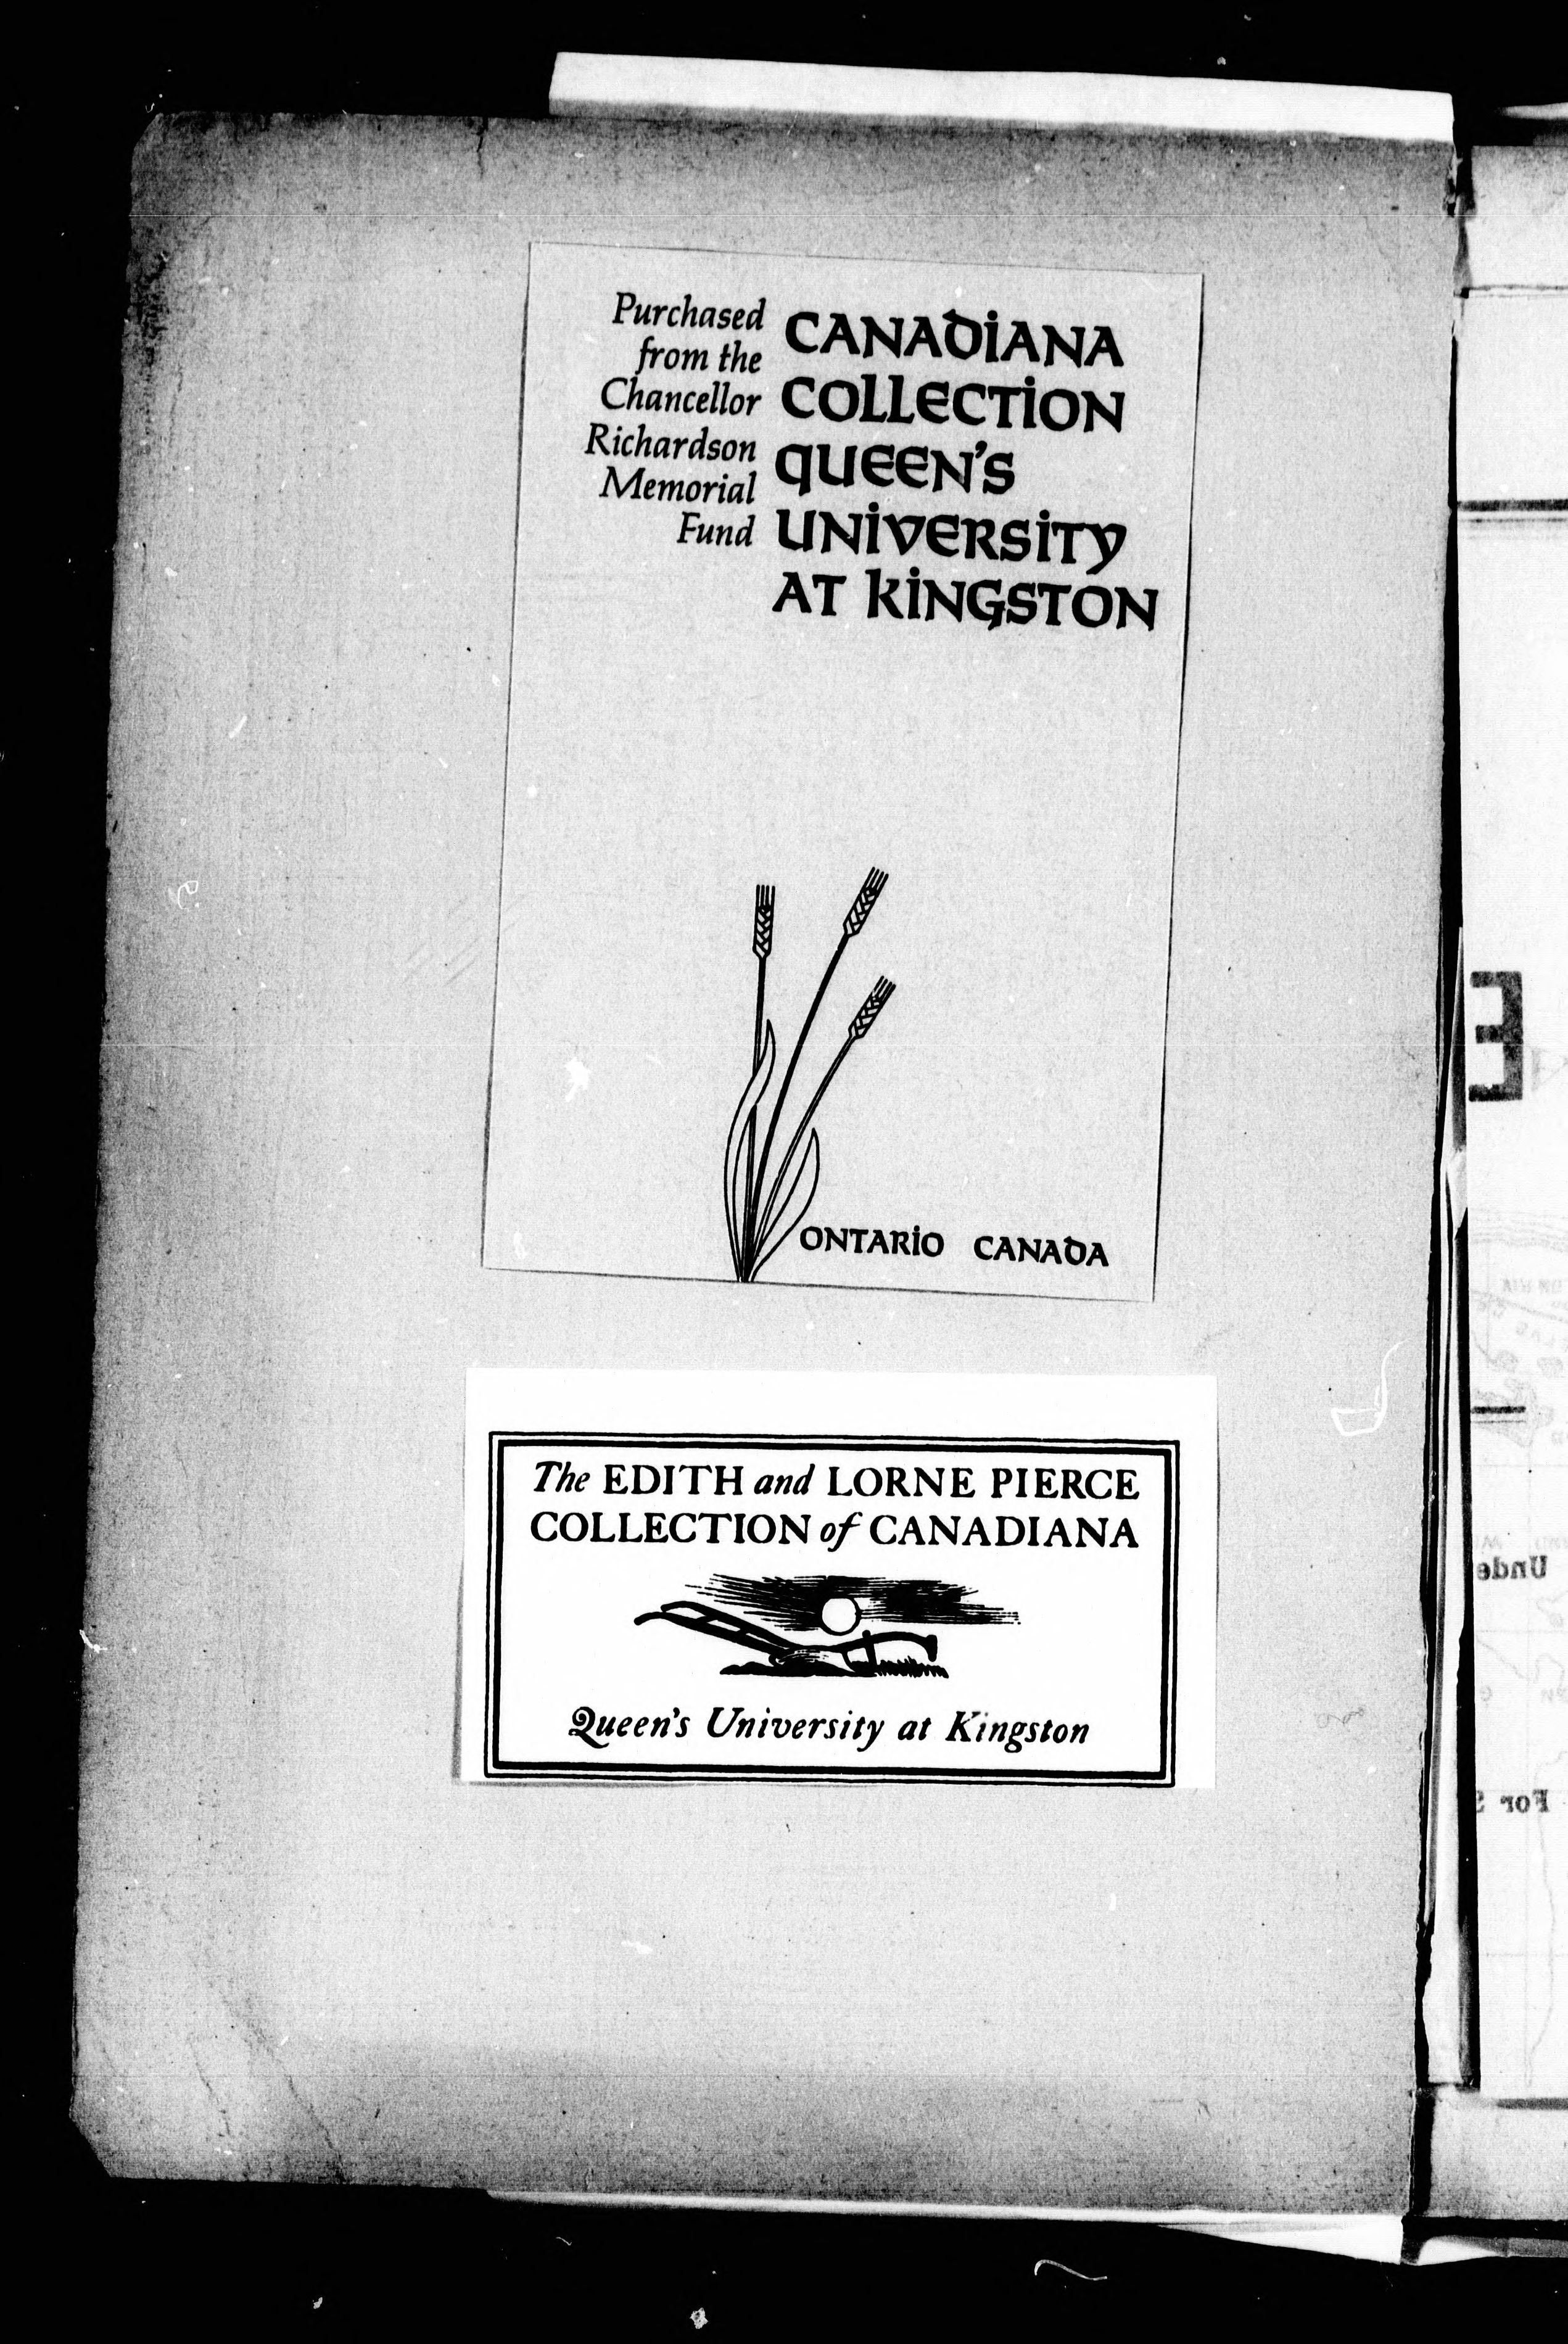 Purchased
from the
Chancellor
Richardson
Memorial
Fund
CANADIANA
COLLECTION
QUEEN'S
UNIVERSITY
AT KINGSTON
ONTARIO CANADA
The EDITH and LORNE PIERCE
COLLECTION of CANADIANA
Queen's University at Kingston
E
For